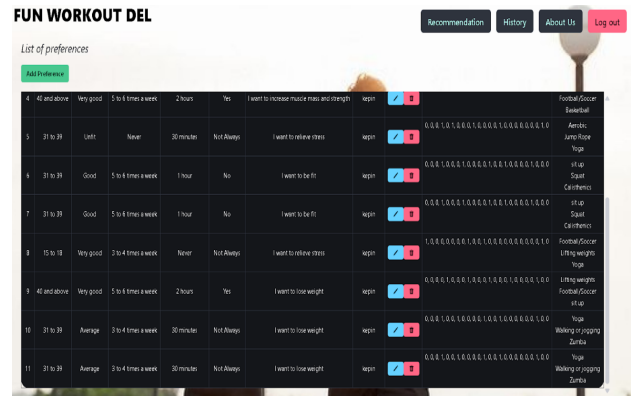 FUN WORKOUT DEL
Recommendation
History
About Us
Log out
List of preferences
Add Preference
4 40 and above Very good 5 to 6 times a week 2 hours Yes I want to increase muscle mass and strength kepin Football/Soccer
Basketball
5 31 to 39 Unfit Never 30 minutes Not Always I want to relieve stress kepin Aerobic
Jump Rope
Yoga
6 31 to 39 Good 5 to 6 times a week 1 hour No I want to be fit kepin sit up
Squat
Calisthenics
7 31 to 39 Good 5 to 6 times a week 1 hour No I want to be fit kepin sit up
Squat
Calisthenics
8 15 to 18 Very good 3 to 4 times a week Never Not Always I want to relieve stress kepin Football/Soccer
Lifting weights
Yoga
9 40 and above Very good 5 to 6 times a week 2 hours Yes I want to lose weight kepin Lifting weights
Football/Soccer
sit up
10 31 to 39 Average 3 to 4 times a week 30 minutes Not Always I want to lose weight kepin Yoga
Walking or jogging
Zumba
11 31 to 39 Average 3 to 4 times a week 30 minutes Not Always I want to lose weight kepin Yoga
Walking or jogging
Zumba